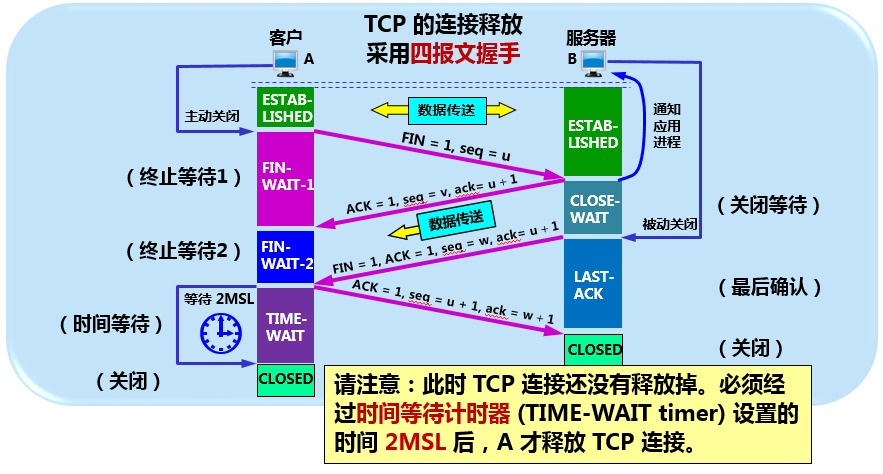 TCP 的连接释放
采用四报文握手
客户
A
服务器
B
ESTAB-
LISHED
主动关闭
数据传送
ESTAB-
LISHED
通知
应用
进程
FIN = 1, seq = u
（终止等待1）
FIN-
WAIT-1
ACK = 1, seq = v, ack= u + 1
CLOSE-
WAIT
（关闭等待）
数据传送
被动关闭
（终止等待2）
FIN-
WAIT-2
FIN = 1, ACK = 1, seq = w, ack= u + 1
LAST-
ACK
（最后确认）
等待 2MSL
ACK = 1, seq = u + 1, ack = w + 1
（时间等待）
TIME-
WAIT
CLOSED
（关闭）
（关闭）
CLOSED
请注意：此时 TCP 连接还没有释放掉。必须经
过时间等待计时器 (TIME-WAIT timer) 设置的
时间 2MSL 后，A 才释放 TCP 连接。